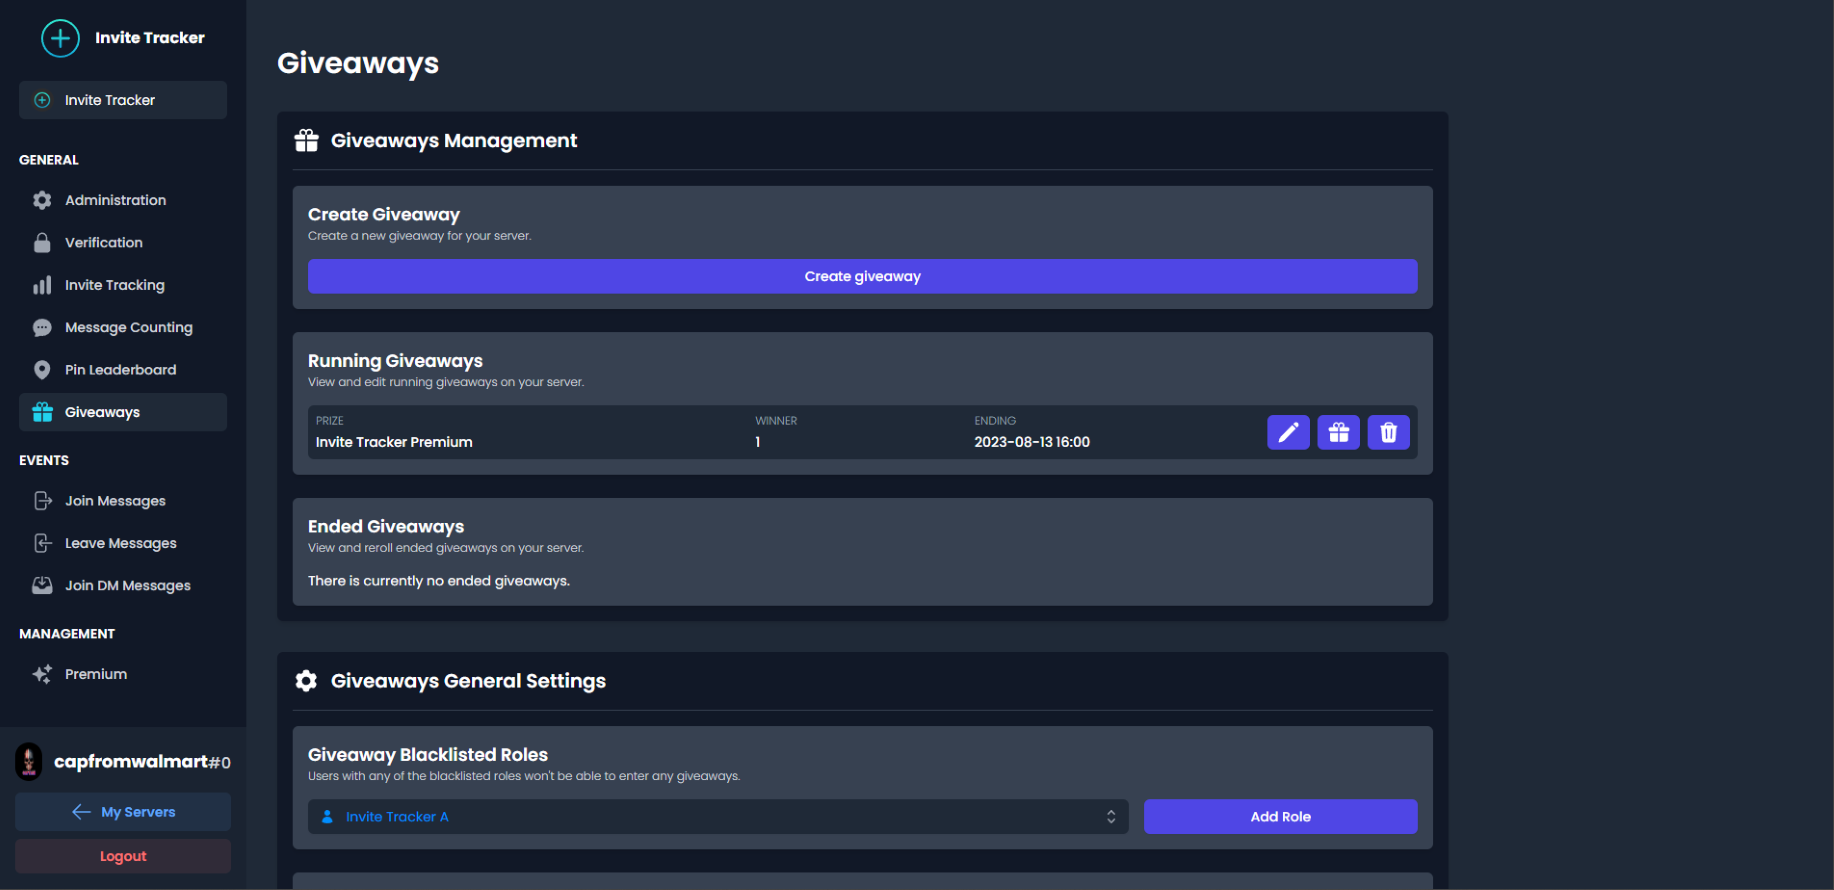 Invite Tracker
Invite Tracker
GENERAL
Administration
Verification
Invite Tracking
Message Counting
Pin Leaderboard
Giveaways
EVENTS
Join Messages
Leave Messages
Join DM Messages
MANAGEMENT
Premium
capfromwalmart#0
My Servers
Logout
Giveaways
Giveaways Management
Create Giveaway
Create a new giveaway for your server.
Create giveaway
Running Giveaways
View and edit running giveaways on your server.
PRIZE WINNER ENDING
Invite Tracker Premium 1 2023-08-13 16:00
Ended Giveaways
View and reroll ended giveaways on your server.
There is currently no ended giveaways.
Giveaways General Settings
Giveaway Blacklisted Roles
Users with any of the blacklisted roles won't be able to enter any giveaways.
Invite Tracker A
Add Role